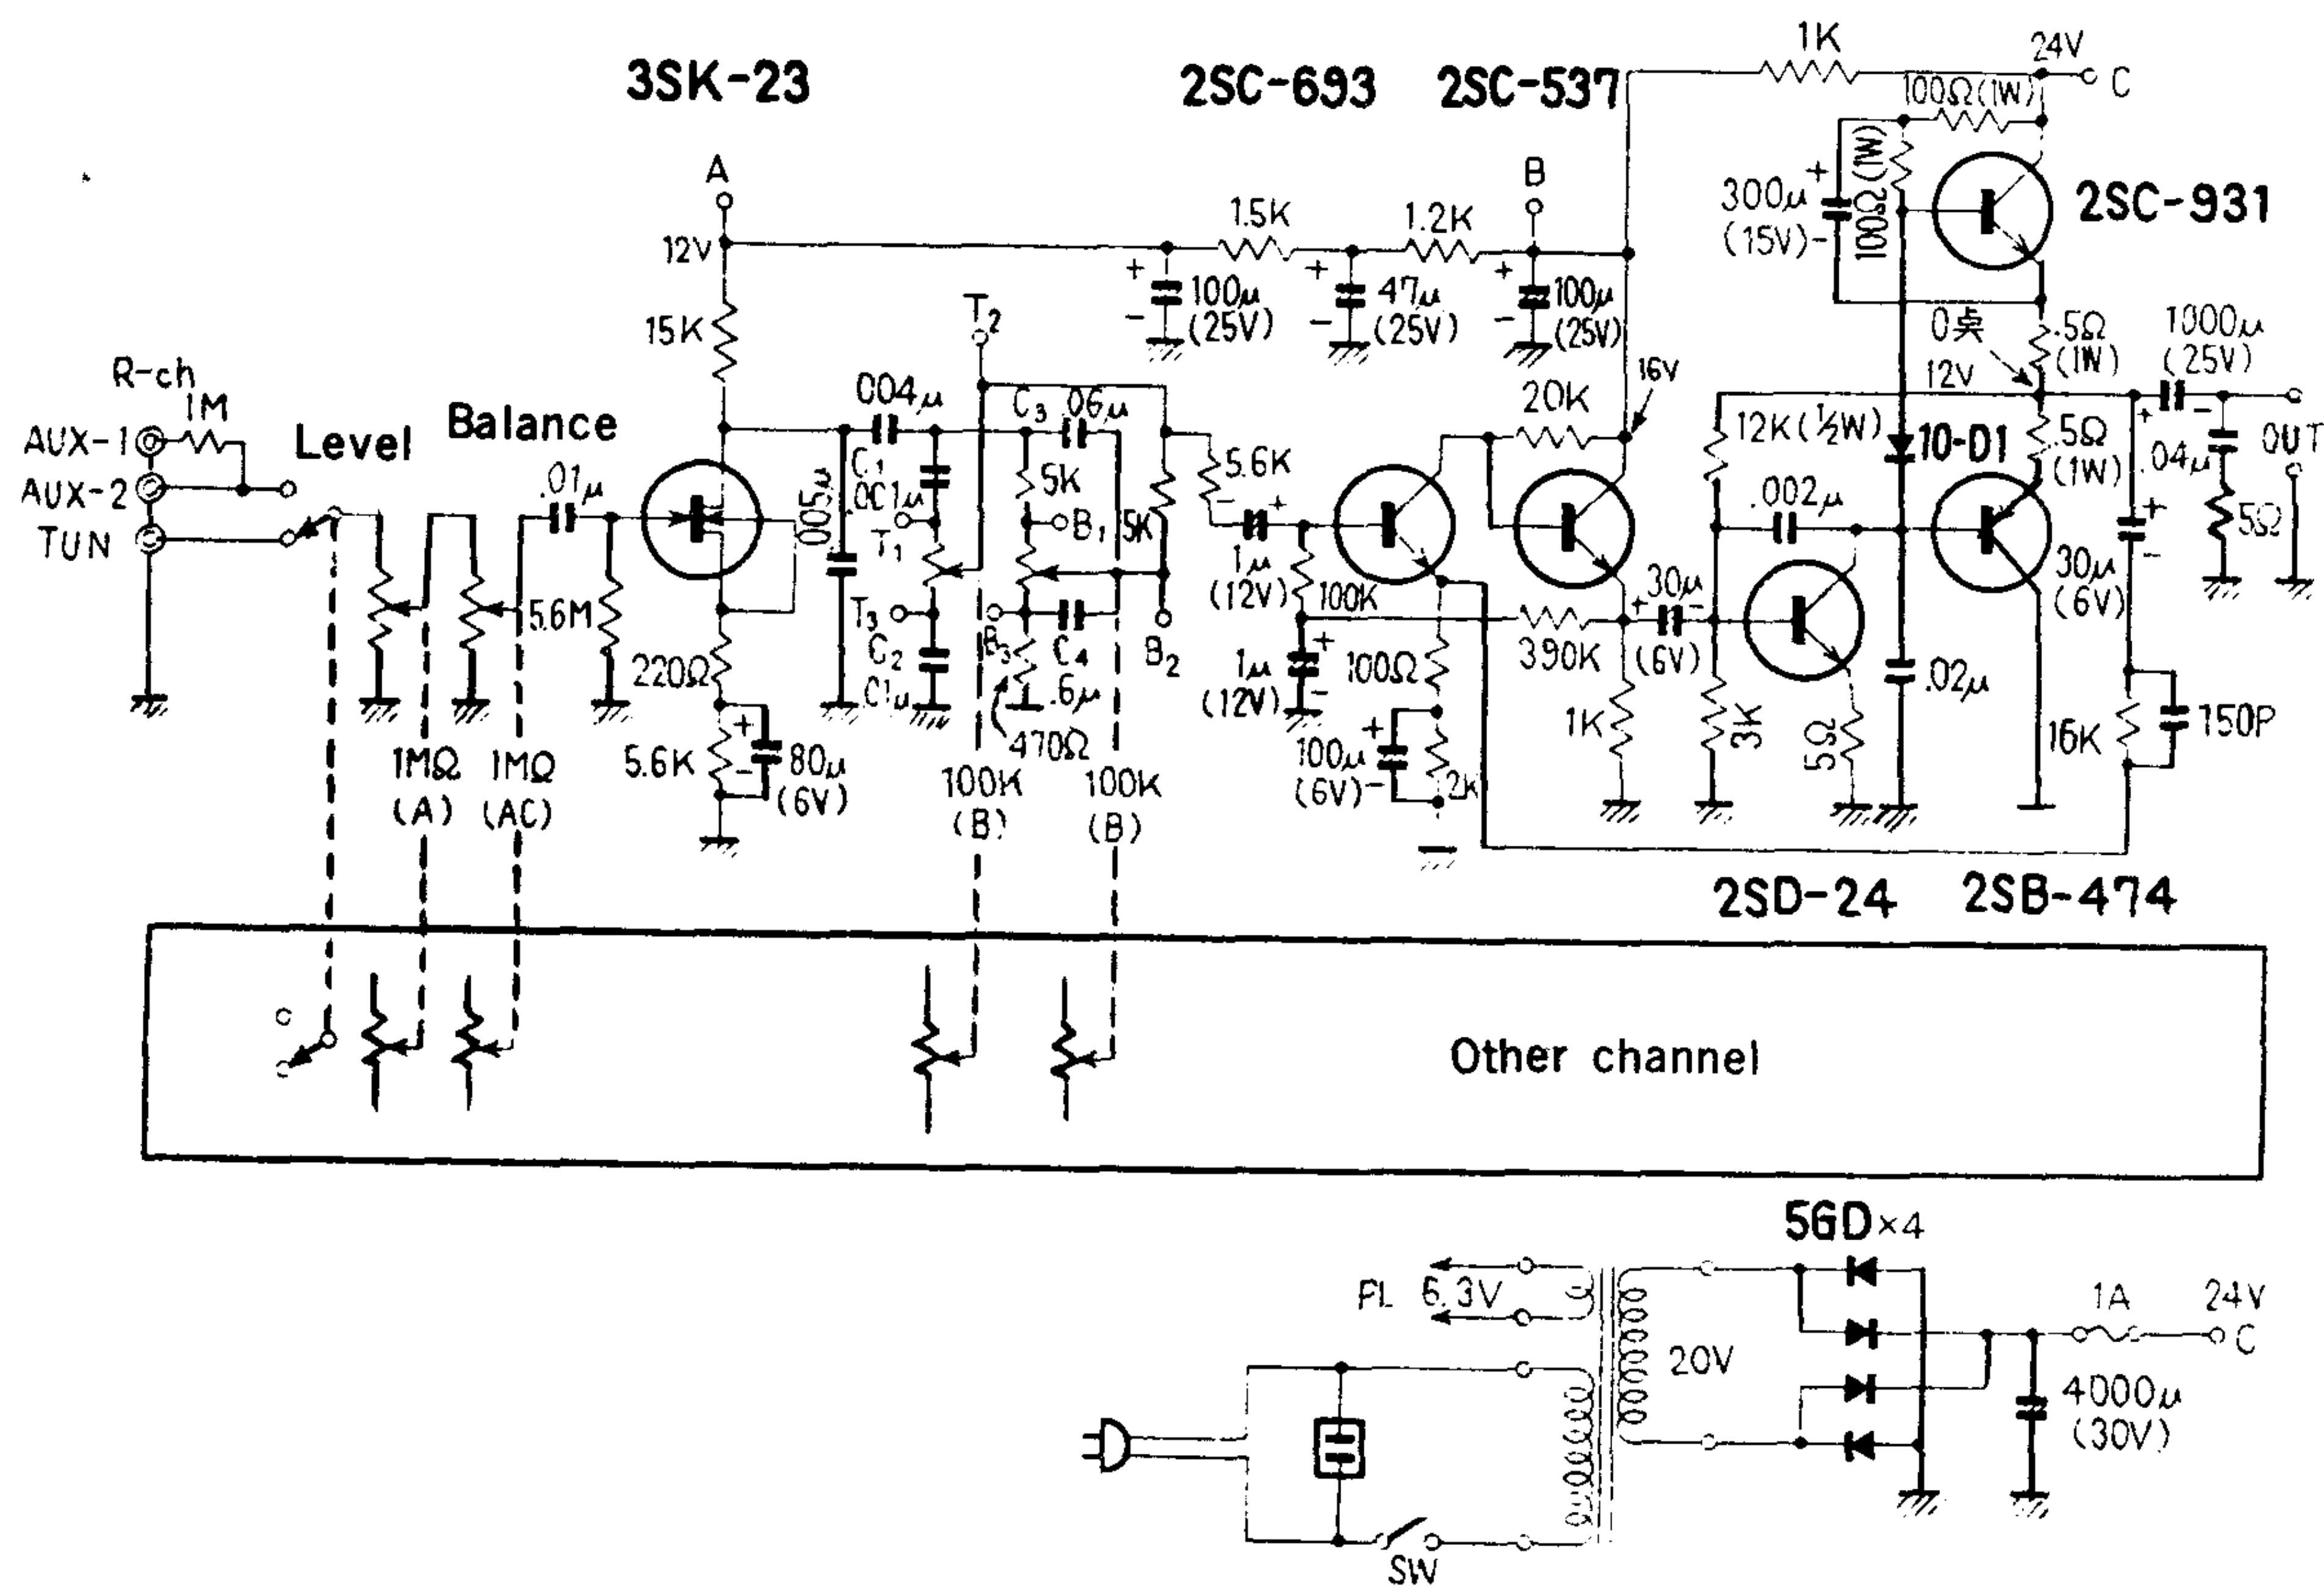 3SK-23
2SC-693
2SC-537
1K
24V
C
100Ω(1W)
100Ω(1W)
300μ
(15V)
+
-
2SC-931
A
12V
15K
1.5K
1.2K
B
+
-
100μ
(25V)
+
-
47μ
(25V)
+
-
100μ
(25V)
T2
0点
12V
.5Ω
(1W)
1000μ
(25V)
+
-
R-ch
1M
AUX-1
AUX-2
TUN
Level
Balance
.01μ
004μ
C3 .06μ
C1
.001μ
.005μ
T1
5K
B1
5K
5.6K
-
+
1μ
(12V)
20K
16V
12K(½W)
10-D1
.5Ω
(1W)
.04μ
OUT
5Ω
.002μ
100K
30μ
(6V)
+
-
5.6M
220Ω
T3
C2
B3
C4
.6μ
B2
470Ω
+
-
1μ
(12V)
100Ω
390K
+
-
30μ
(6V)
.02μ
16K
150P
5.6K
+
-
80μ
(6V)
100μ
(6V)
+
-
2K
1K
3K
5Ω
1MΩ
(A)
1MΩ
(AC)
100K
(B)
100K
(B)
2SD-24
2SB-474
Other channel
5GD×4
PL 6.3V
20V
1A
24V
C
4000μ
(30V)
SW